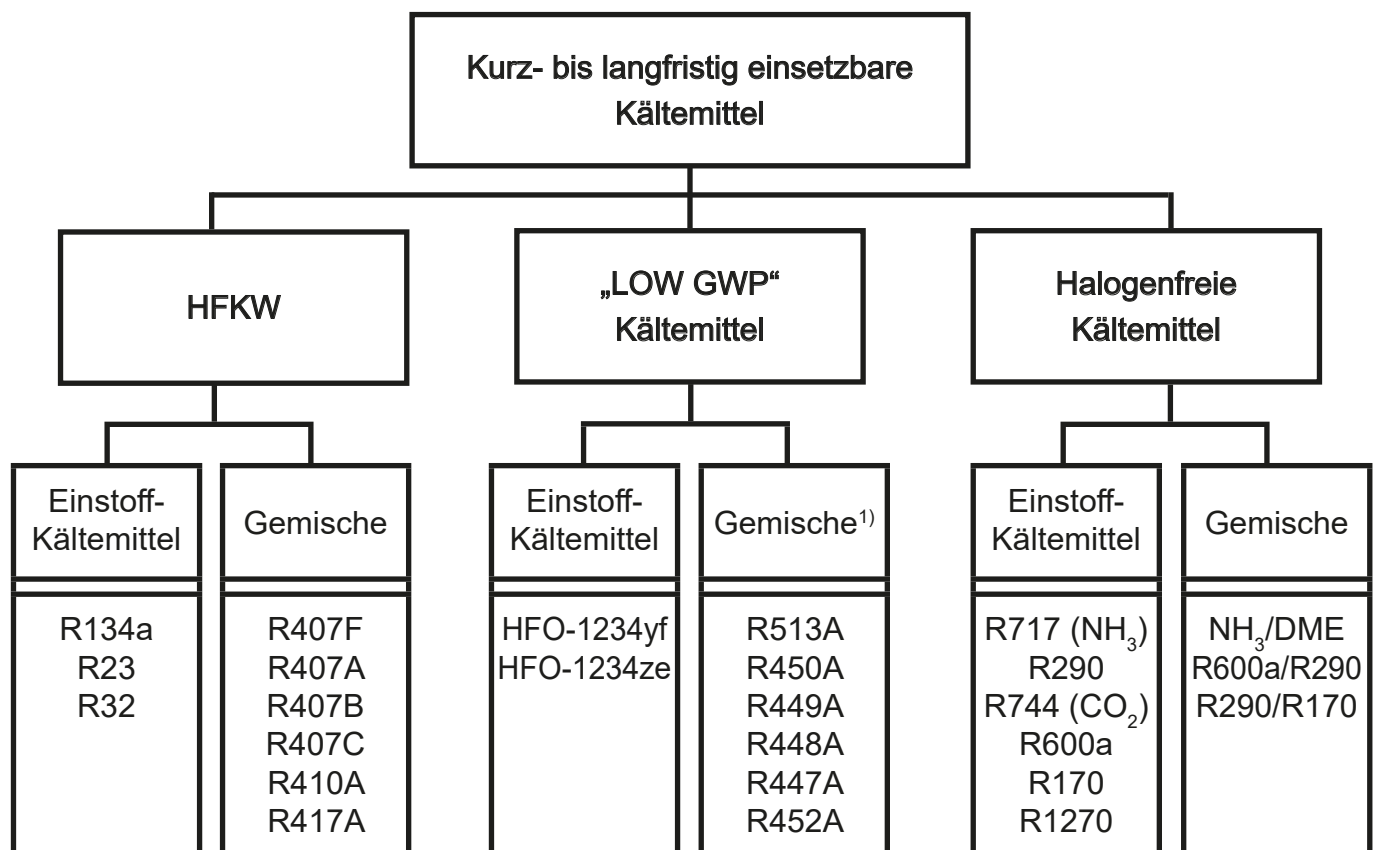 Kurz- bis langfristig einsetzbare
Kältemittel
HFKW
„LOW GWP“
Kältemittel
Halogenfreie
Kältemittel
Einstoff-
Kältemittel
Gemische
Einstoff-
Kältemittel
Gemische¹⁾
Einstoff-
Kältemittel
Gemische
R134a
R23
R32
R407F
R407A
R407B
R407C
R410A
R417A
HFO-1234yf
HFO-1234ze
R513A
R450A
R449A
R448A
R447A
R452A
R717 (NH₃)
R290
R744 (CO₂)
R600a
R170
R1270
NH₃/DME
R600a/R290
R290/R170